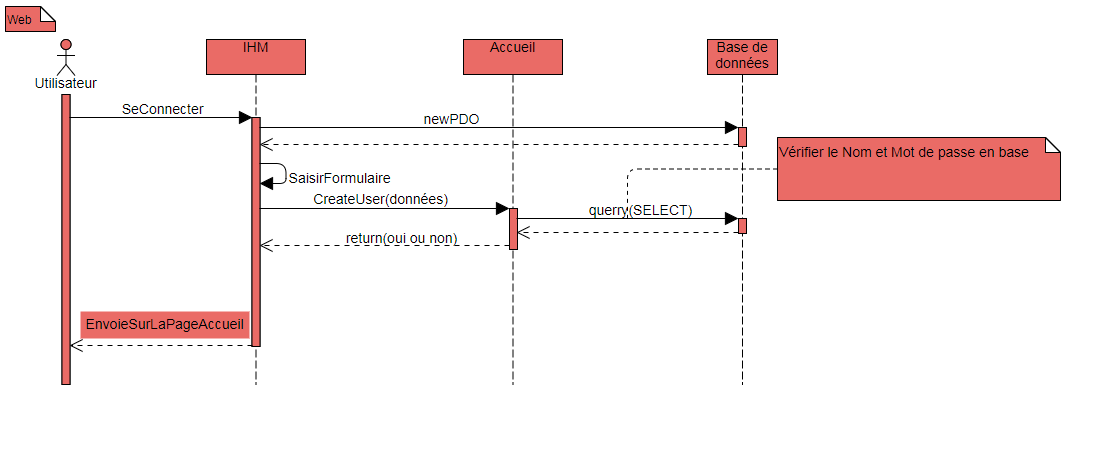 Web
Utilisateur
IHM
Accueil
Base de
données
SeConnecter
newPDO
Vérifier le Nom et Mot de passe en base
SaisirFormulaire
CreateUser(données)
querry(SELECT)
return(oui ou non)
EnvoieSurLaPageAccueil